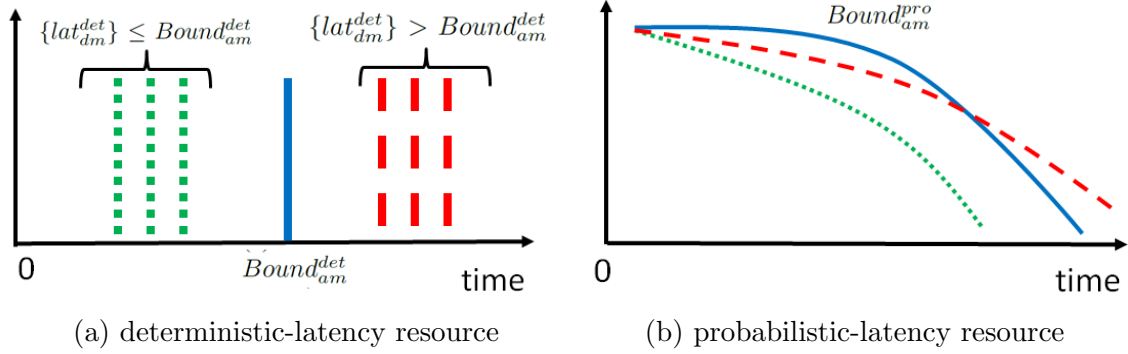 {lat_{dm}^{det}} ≤ Bound_{am}^{det}
{lat_{dm}^{det}} > Bound_{am}^{det}
0
Bound_{am}^{det}
time
(a) deterministic-latency resource
Bound_{am}^{pro}
0
time
(b) probabilistic-latency resource